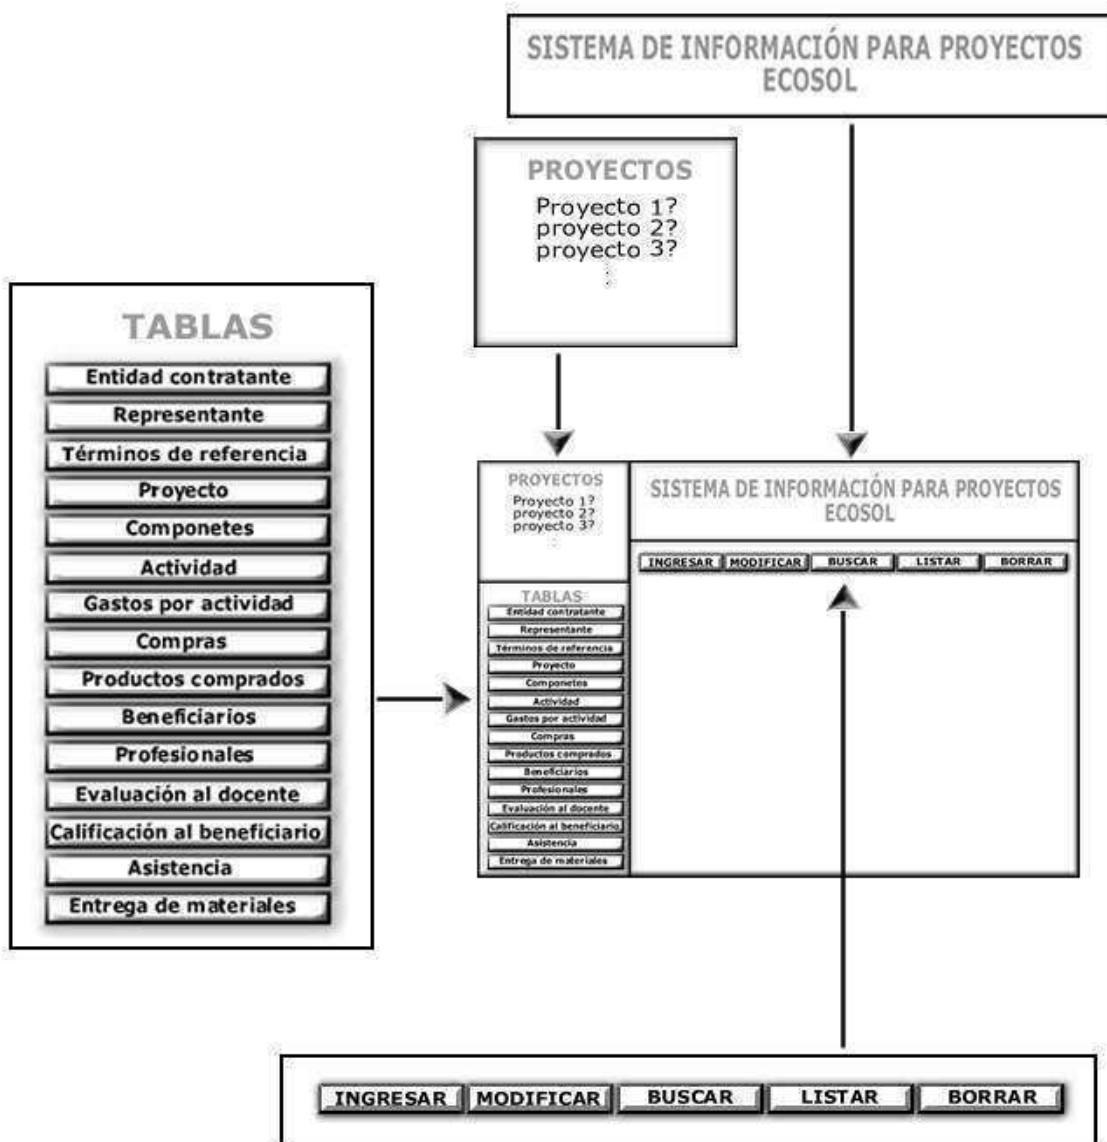 SISTEMA DE INFORMACIÓN PARA PROYECTOS
ECOSOL
PROYECTOS
Proyecto 1?
proyecto 2?
proyecto 3?
TABLAS
Entidad contratante
Representante
Términos de referencia
Proyecto
Componetes
Actividad
Gastos por actividad
Compras
Productos comprados
Beneficiarios
Profesionales
Evaluación al docente
Calificación al beneficiario
Asistencia
Entrega de materiales
PROYECTOS
Proyecto 1?
proyecto 2?
proyecto 3?
SISTEMA DE INFORMACIÓN PARA PROYECTOS
ECOSOL
INGRESAR MODIFICAR BUSCAR LISTAR BORRAR
TABLAS
Entidad contratante
Representante
Términos de referencia
Proyecto
Componetes
Actividad
Gastos por actividad
Compras
Productos comprados
Beneficiarios
Profesionales
Evaluación al docente
Calificación al beneficiario
Asistencia
Entrega de materiales
INGRESAR MODIFICAR BUSCAR LISTAR BORRAR